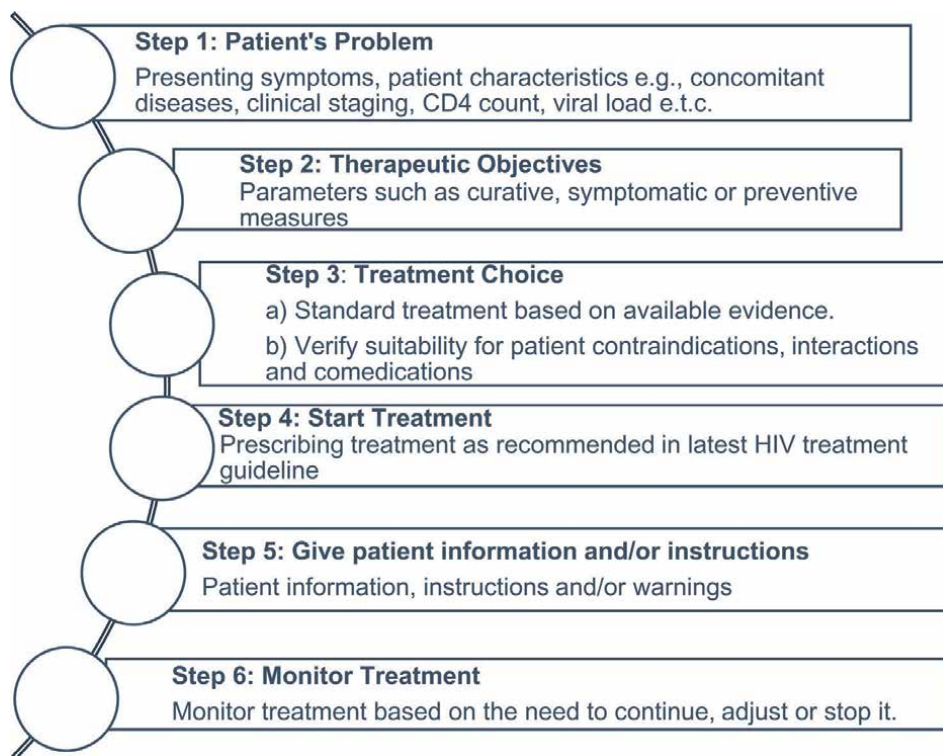 Step 1: Patient's Problem
Presenting symptoms, patient characteristics e.g., concomitant
diseases, clinical staging, CD4 count, viral load e.t.c.
Step 2: Therapeutic Objectives
Parameters such as curative, symptomatic or preventive
measures
Step 3: Treatment Choice
a) Standard treatment based on available evidence.
b) Verify suitability for patient contraindications, interactions
and comedications
Step 4: Start Treatment
Prescribing treatment as recommended in latest HIV treatment
guideline
Step 5: Give patient information and/or instructions
Patient information, instructions and/or warnings
Step 6: Monitor Treatment
Monitor treatment based on the need to continue, adjust or stop it.